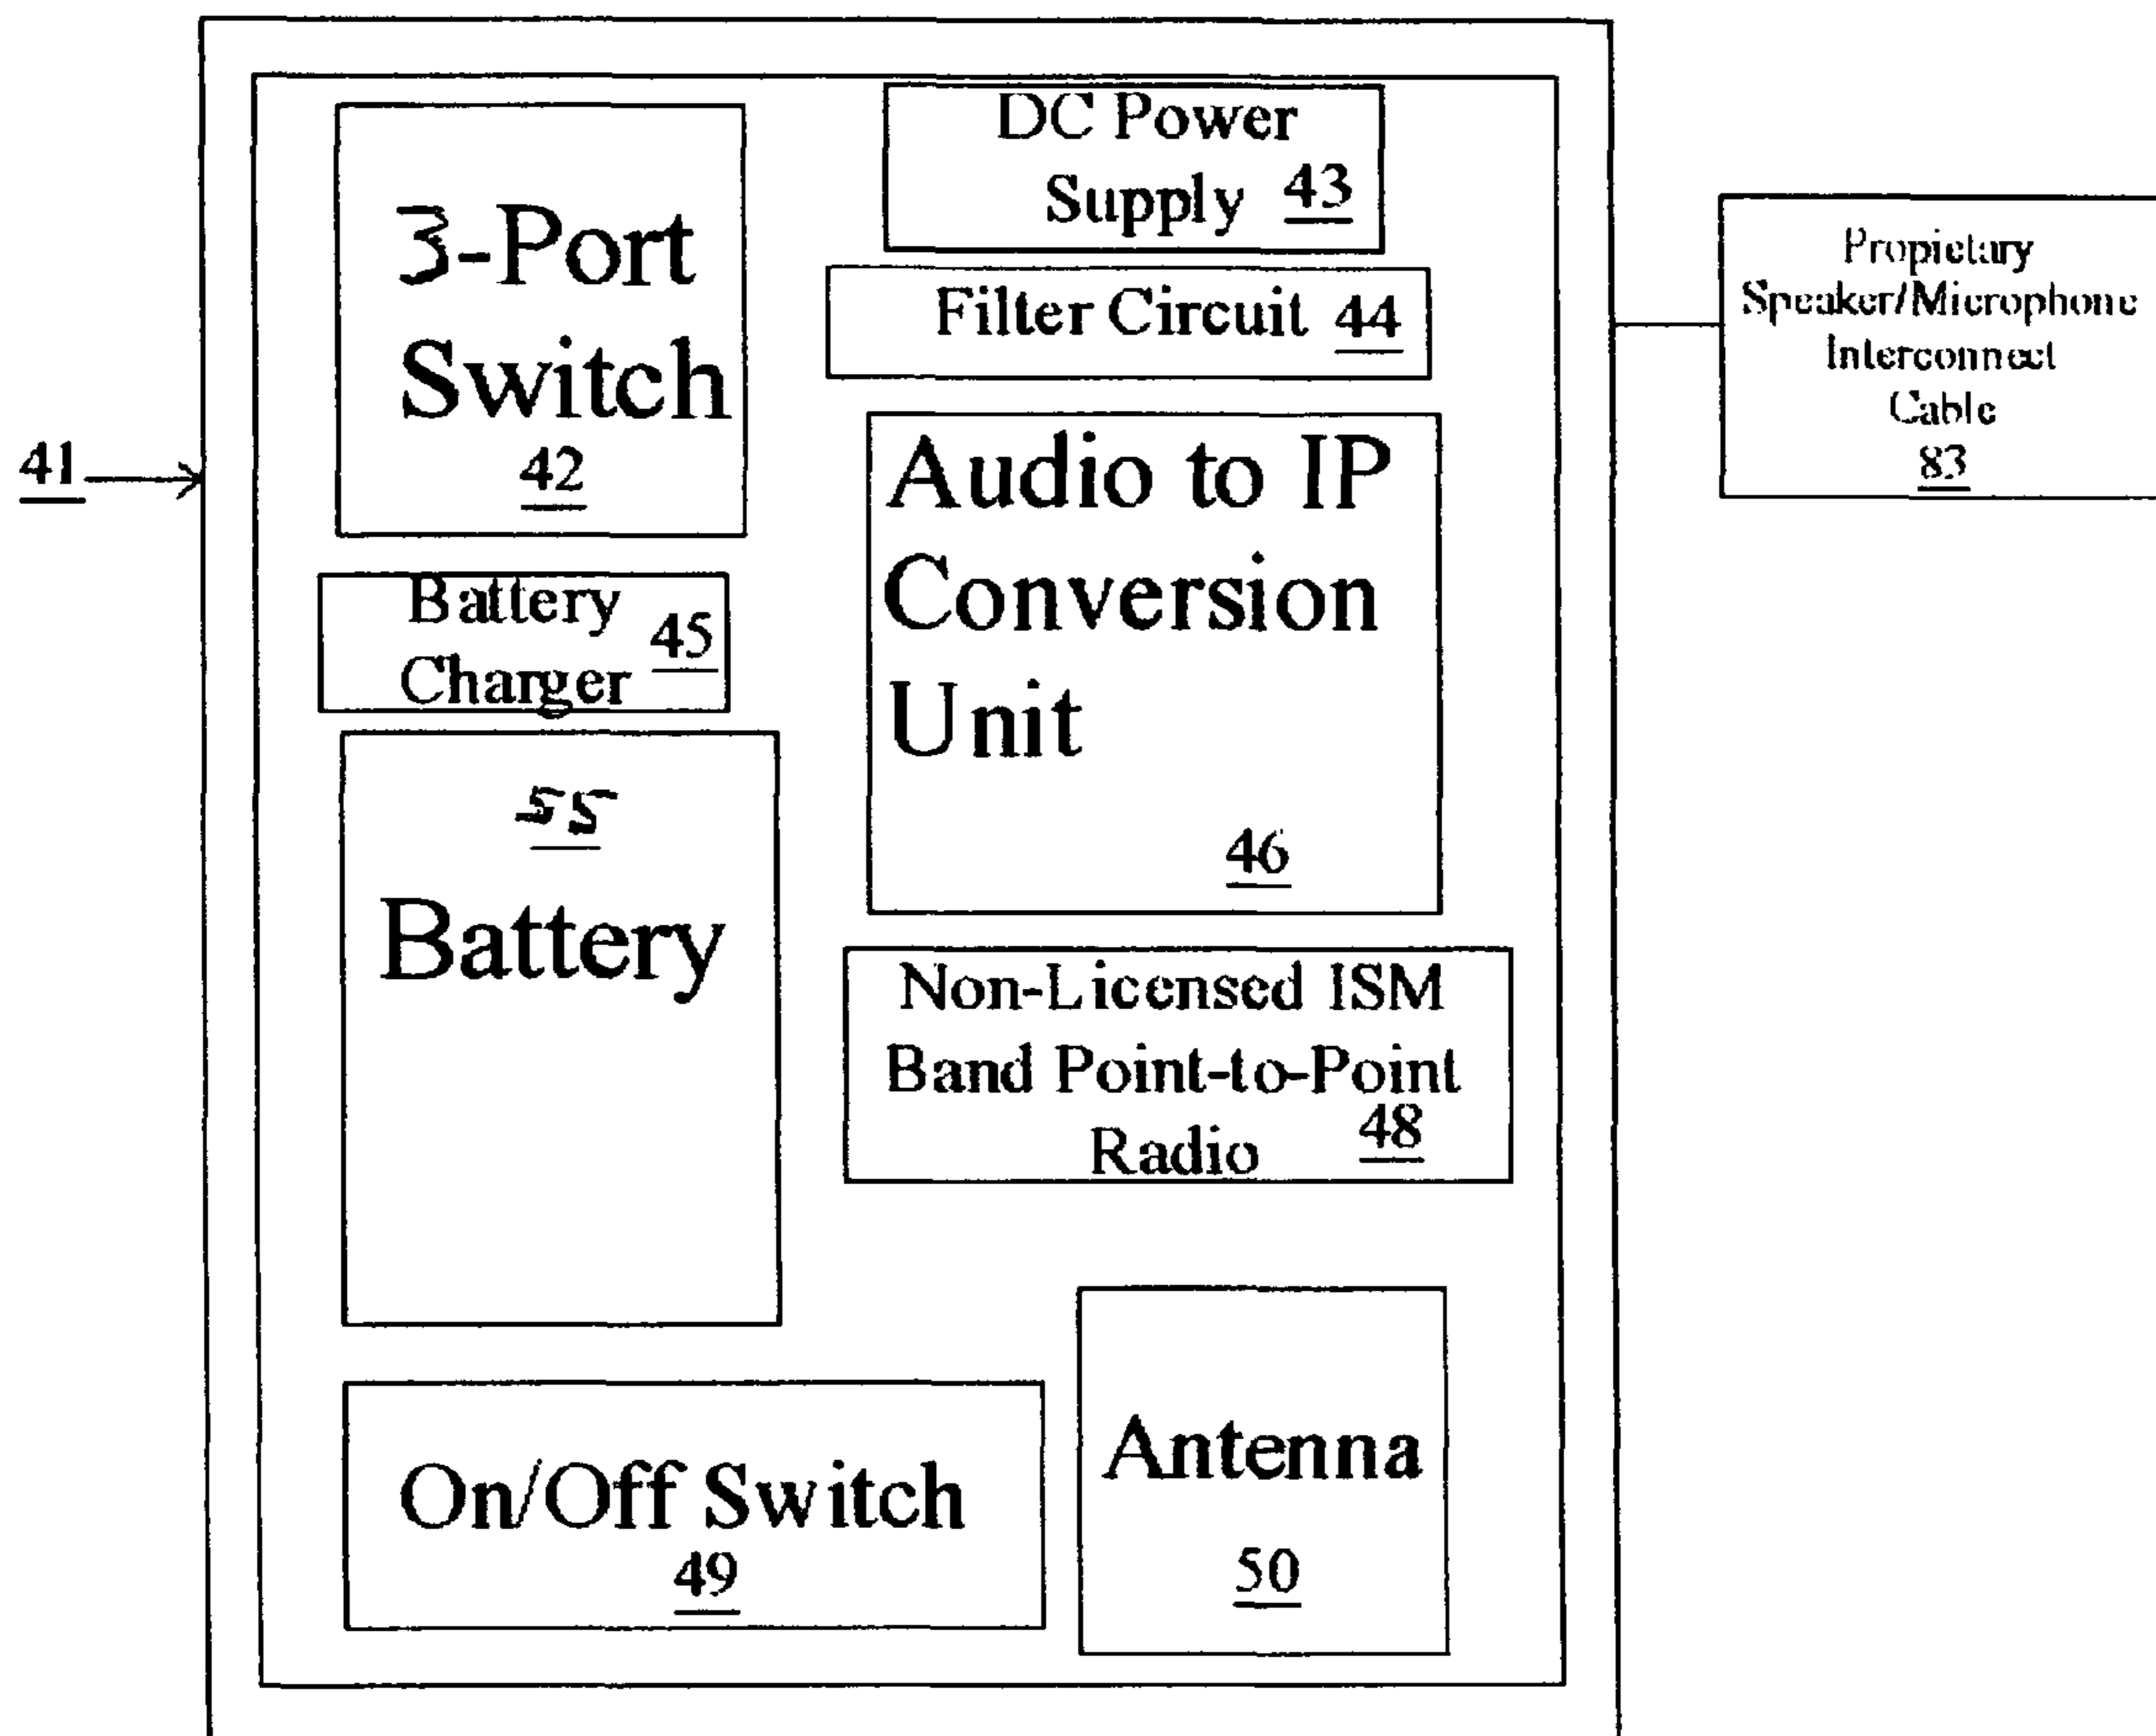 41
3-Port
Switch
42
DC Power
Supply 43
Filter Circuit 44
Battery
Charger 45
Audio to IP
Conversion
Unit
46
55
Battery
Non-Licensed ISM
Band Point-to-Point
Radio 48
On/Off Switch
49
Antenna
50
Propietary
Speaker/Microphone
Interconnect
Cable
83